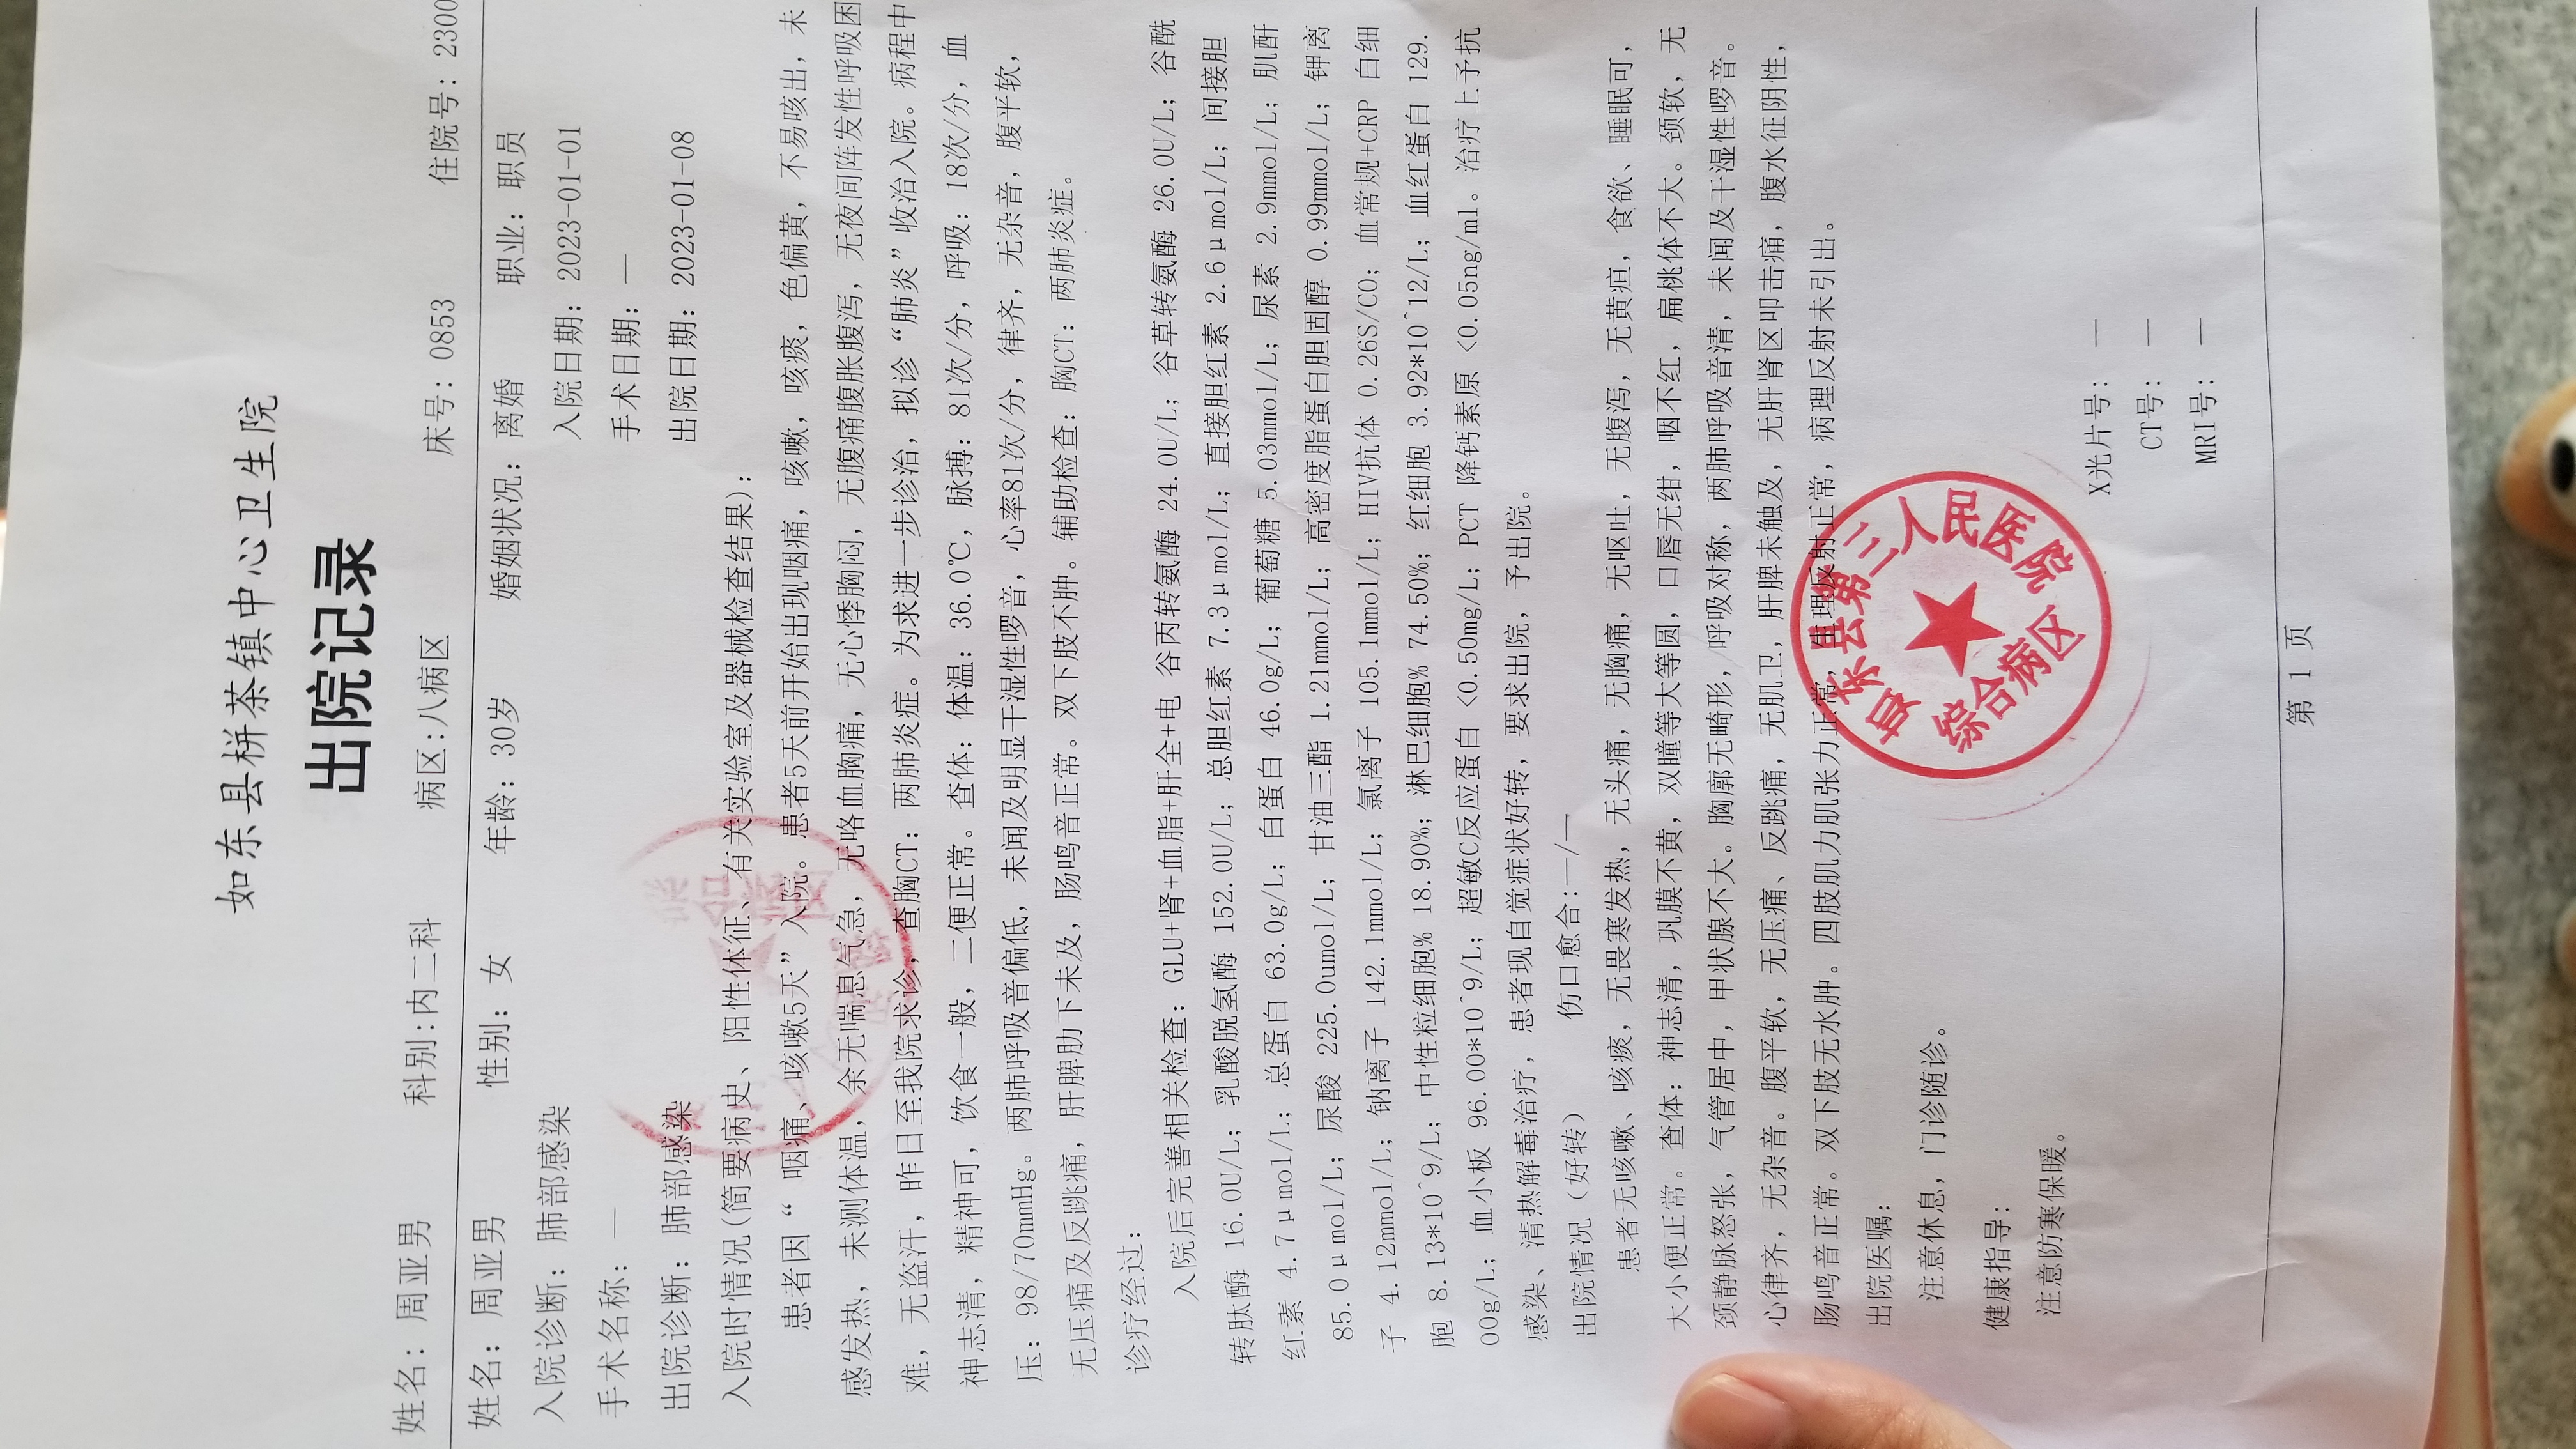 如东县栟茶镇中心卫生院
出院记录
姓名: 周亚男 科别:内二科 病区:八病区 床号: 0853 住院号: 2300
姓名: 周亚男 性别: 女 年龄: 30岁 婚姻状况: 离婚 职业: 职员
入院诊断: 肺部感染 入院日期: 2023-01-01
手术名称: — 手术日期: —
出院诊断: 肺部感染 出院日期: 2023-01-08
入院时情况(简要病史、阳性体征、有关实验室及器械检查结果):
患者因“ 咽痛、咳嗽5天”入院。患者5天前开始出现咽痛, 咳嗽, 咳痰, 色偏黄, 不易咳出, 未
感发热, 未测体温, 余无喘息气急, 无咯血胸痛, 无心悸胸闷, 无腹痛腹胀腹泻, 无夜间阵发性呼吸困
难, 无盗汗, 昨日至我院求诊, 查胸CT: 两肺炎症。为求进一步诊治, 拟诊“肺炎”收治入院。病程中
神志清, 精神可, 饮食一般, 二便正常。查体: 体温: 36.0℃, 脉搏: 81次/分, 呼吸: 18次/分, 血
压: 98/70mmHg。两肺呼吸音偏低, 未闻及明显干湿性啰音, 心率81次/分, 律齐, 无杂音, 腹平软,
无压痛及反跳痛, 肝脾肋下未及, 肠鸣音正常。双下肢不肿。辅助检查: 胸CT: 两肺炎症。
诊疗经过:
入院后完善相关检查: GLU+肾+血脂+肝全+电 谷丙转氨酶 24.0U/L; 谷草转氨酶 26.0U/L; 谷酰
转肽酶 16.0U/L; 乳酸脱氢酶 152.0U/L; 总胆红素 7.3μmol/L; 直接胆红素 2.6μmol/L; 间接胆
红素 4.7μmol/L; 总蛋白 63.0g/L; 白蛋白 46.0g/L; 葡萄糖 5.03mmol/L; 尿素 2.9mmol/L; 肌酐
85.0μmol/L; 尿酸 225.0umol/L; 甘油三酯 1.21mmol/L; 高密度脂蛋白胆固醇 0.99mmol/L; 钾离
子 4.12mmol/L; 钠离子 142.1mmol/L; 氯离子 105.1mmol/L; HIV抗体 0.26S/CO; 血常规+CRP 白细
胞 8.13*10^9/L; 中性粒细胞% 18.90%; 淋巴细胞% 74.50%; 红细胞 3.92*10^12/L; 血红蛋白 129.
00g/L; 血小板 96.00*10^9/L; 超敏C反应蛋白 <0.50mg/L; PCT 降钙素原 <0.05ng/ml。治疗上予抗
感染、清热解毒治疗, 患者现自觉症状好转, 要求出院, 予出院。
出院情况（好转） 伤口愈合:—/—
患者无咳嗽、咳痰, 无畏寒发热, 无头痛, 无胸痛, 无呕吐, 无腹泻, 无黄疸, 食欲、睡眠可,
大小便正常。查体: 神志清, 巩膜不黄, 双瞳等大等圆, 口唇无绀, 咽不红, 扁桃体不大。颈软, 无
颈静脉怒张, 气管居中, 甲状腺不大。胸廓无畸形, 呼吸对称, 两肺呼吸音清, 未闻及干湿性啰音。
心律齐, 无杂音。腹平软, 无压痛、反跳痛, 无肌卫, 肝脾未触及, 无肝肾区叩击痛, 腹水征阴性,
肠鸣音正常。双下肢无水肿。四肢肌力肌张力正常, 生理反射正常, 病理反射未引出。
出院医嘱:
注意休息, 门诊随诊。
健康指导:
注意防寒保暖。
如东县第三人民医院
综合病区
X光片号: —
CT号: —
MRI号: —
第 1 页